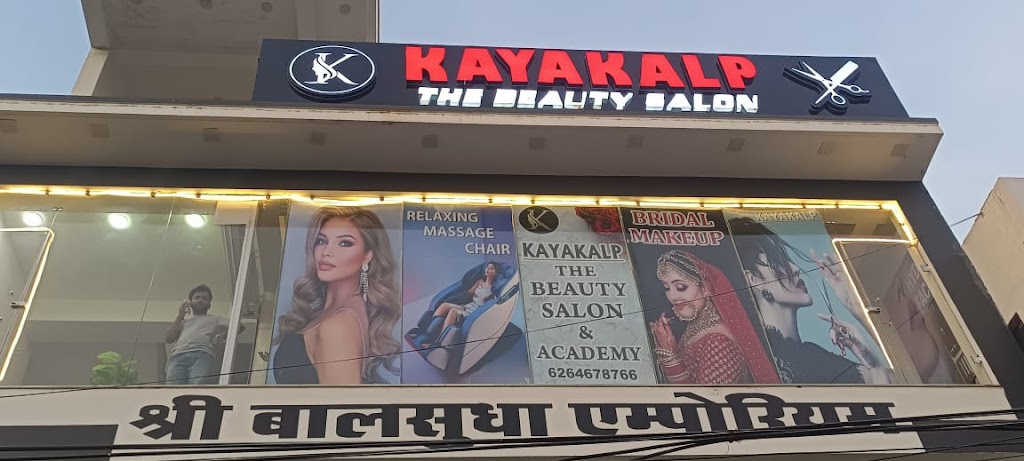 K
KAYAKALP
THE BEAUTY SALON
RELAXING
MASSAGE
CHAIR
K
KAYAKALP
THE
BEAUTY
SALON
&
ACADEMY
6264678766
BRIDAL
MAKEUP
KAYAKALP
श्री बालसुधा एम्पोरियम